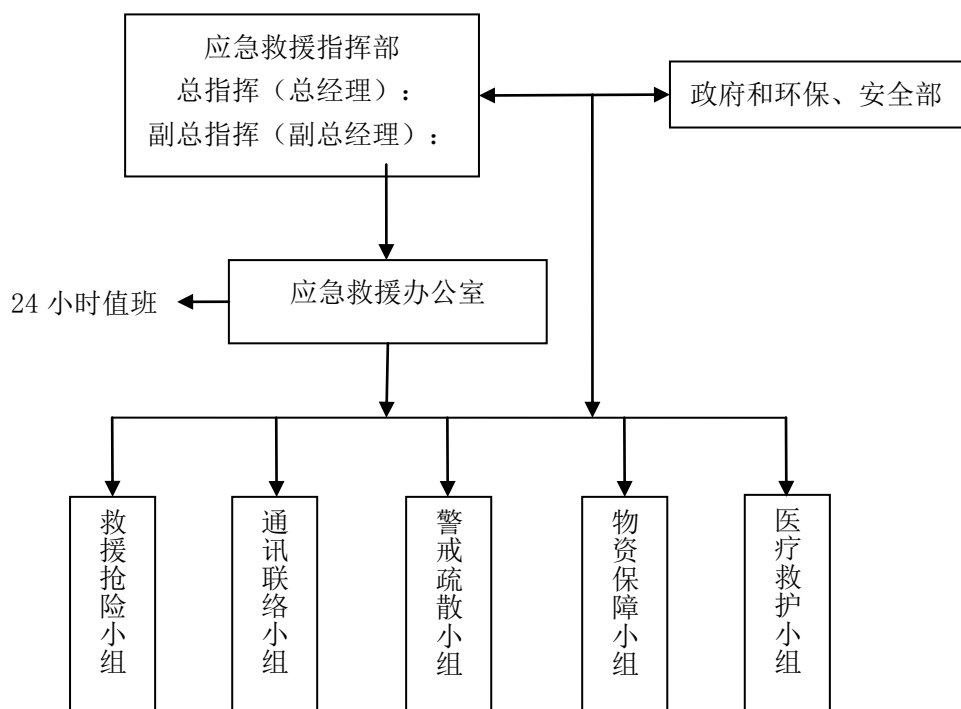 应急救援指挥部
总指挥（总经理）：
副总指挥（副总经理）：
政府和环保、安全部
应急救援办公室
24 小时值班
救援抢险小组
通讯联络小组
警戒疏散小组
物资保障小组
医疗救护小组